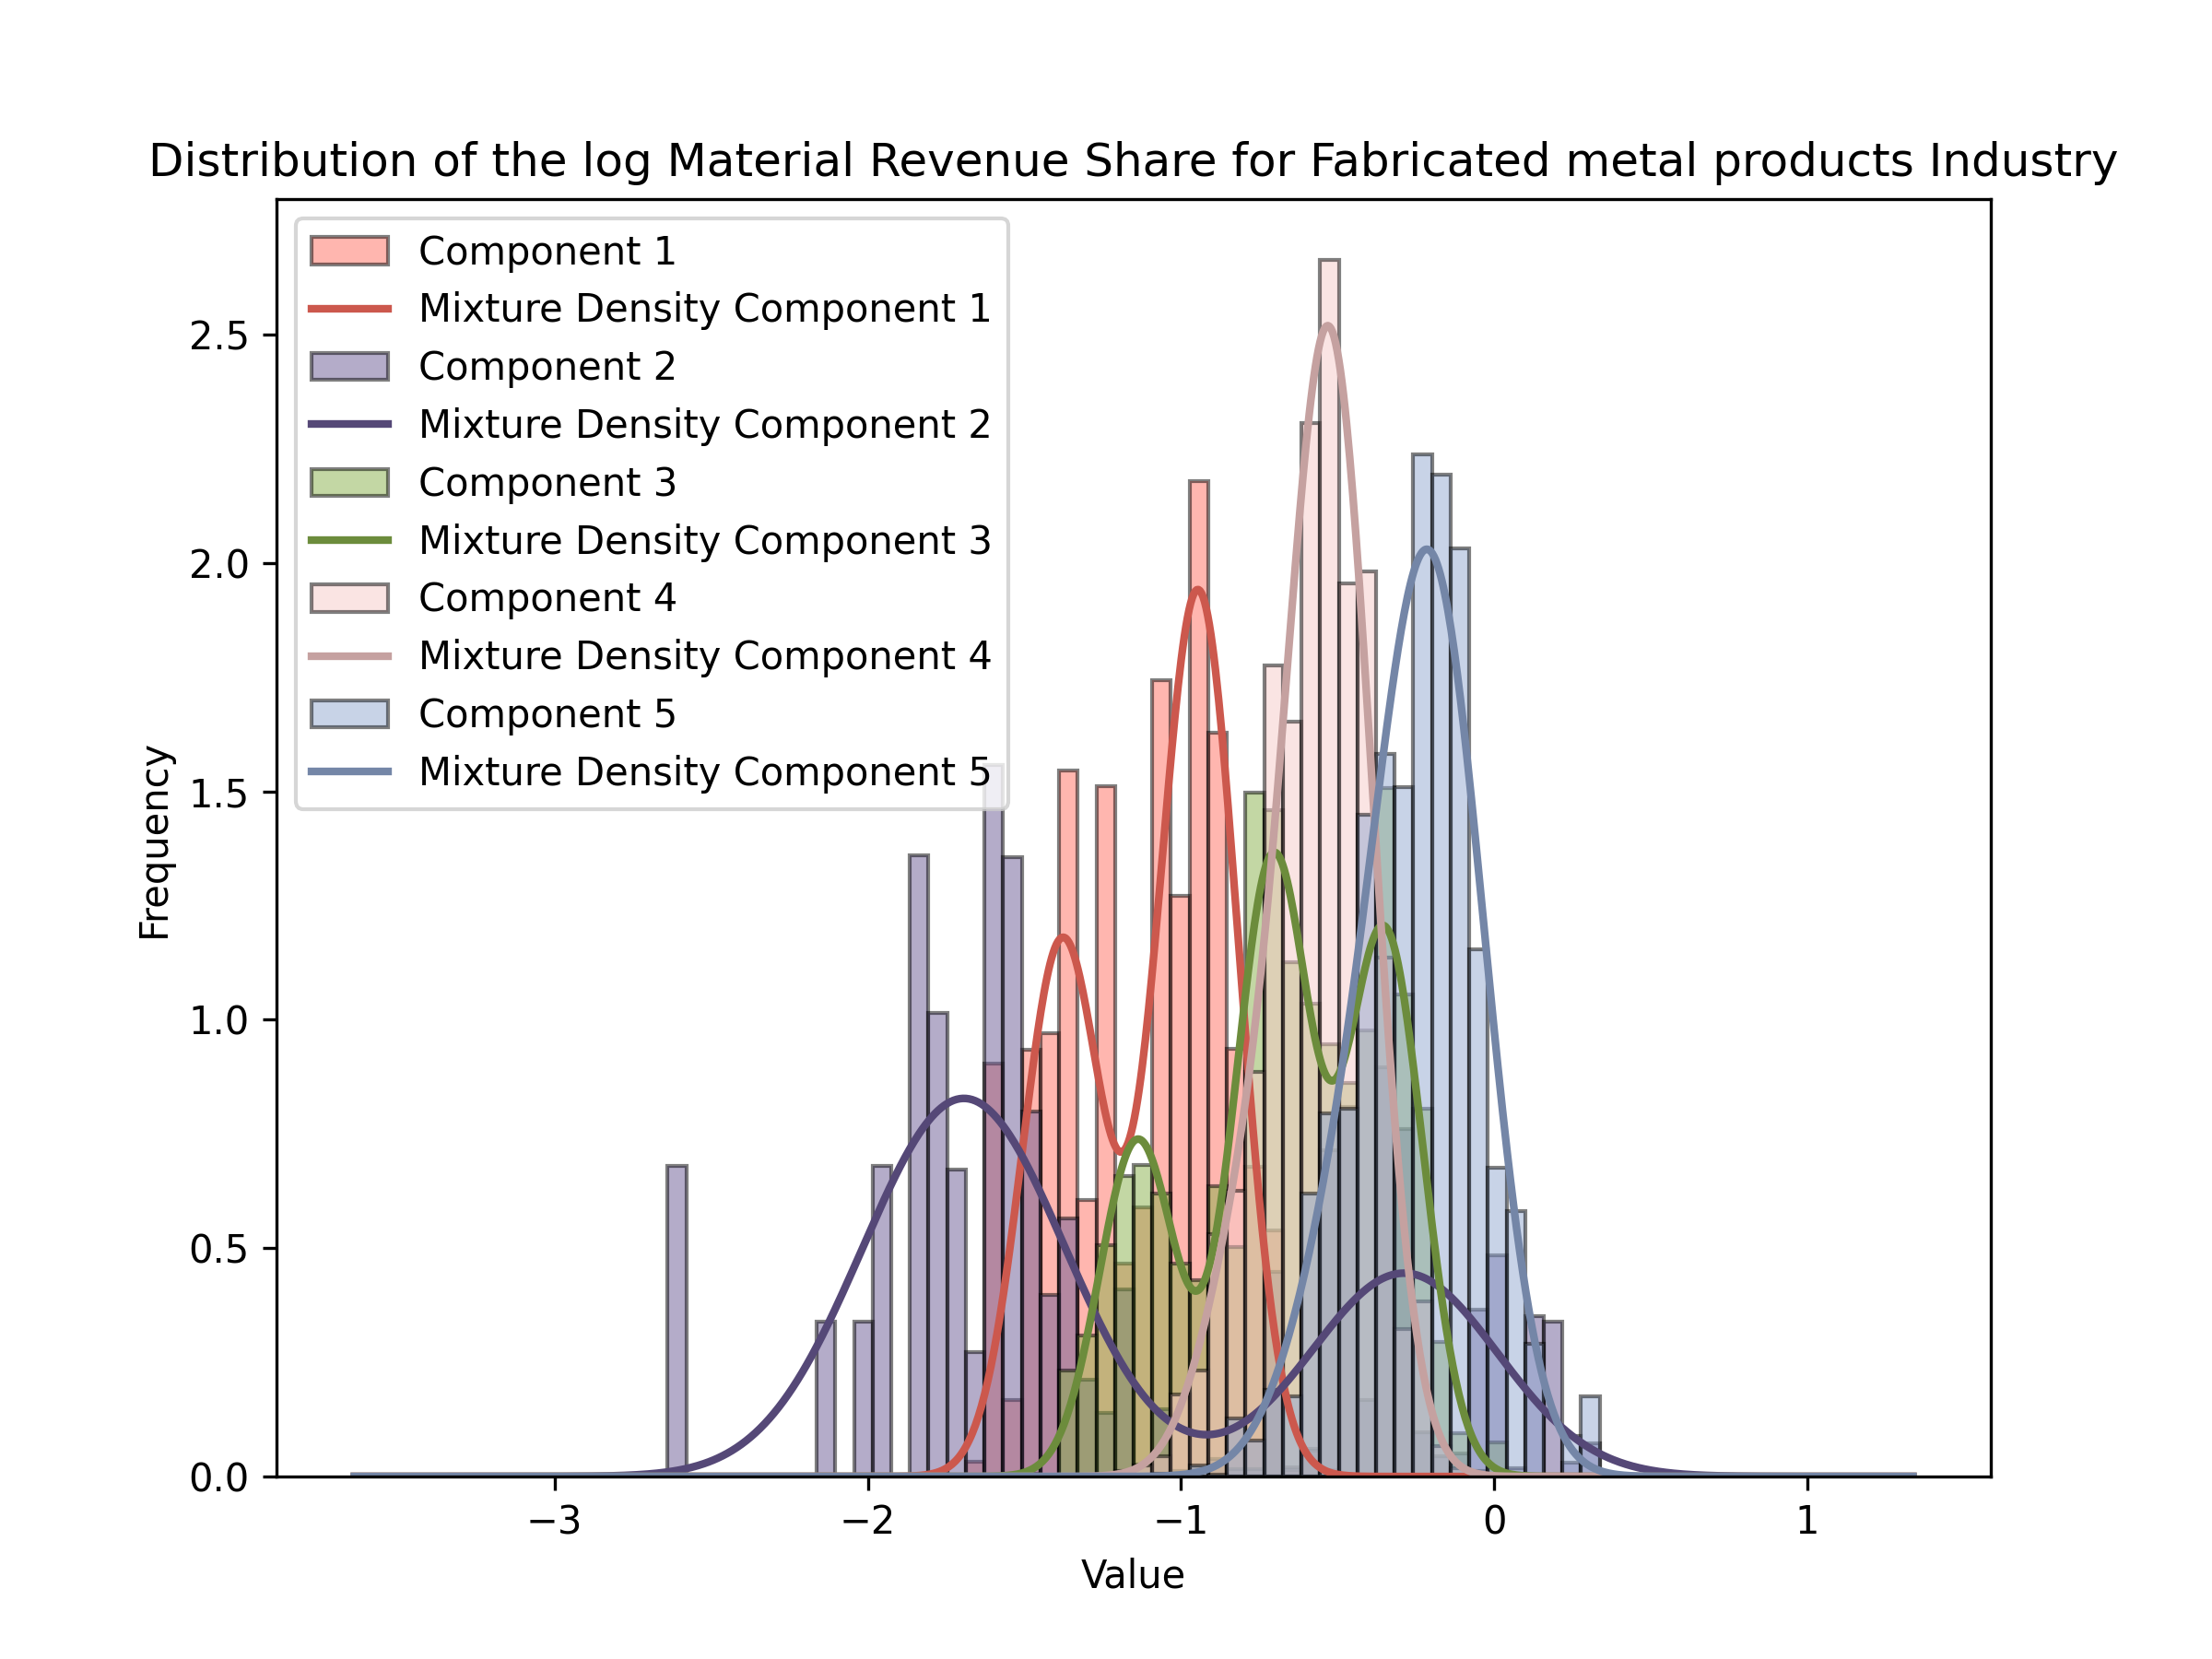 Distribution of the log Material Revenue Share for Fabricated metal products Industry
Component 1
Mixture Density Component 1
Component 2
Mixture Density Component 2
Component 3
Mixture Density Component 3
Component 4
Mixture Density Component 4
Component 5
Mixture Density Component 5
Frequency
2.5
2.0
1.5
1.0
0.5
0.0
−3 −2 −1 0 1
Value